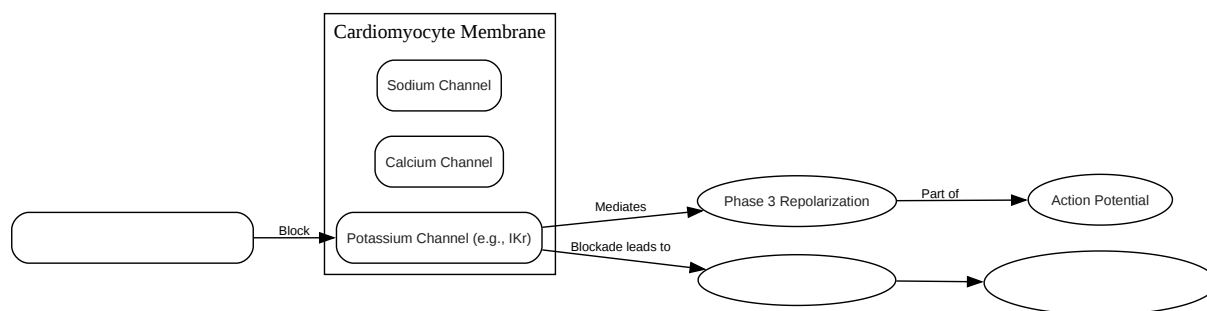 Cardiomyocyte Membrane
Sodium Channel
Calcium Channel
Block
Potassium Channel (e.g., IKr)
Mediates
Phase 3 Repolarization
Part of
Action Potential
Blockade leads to